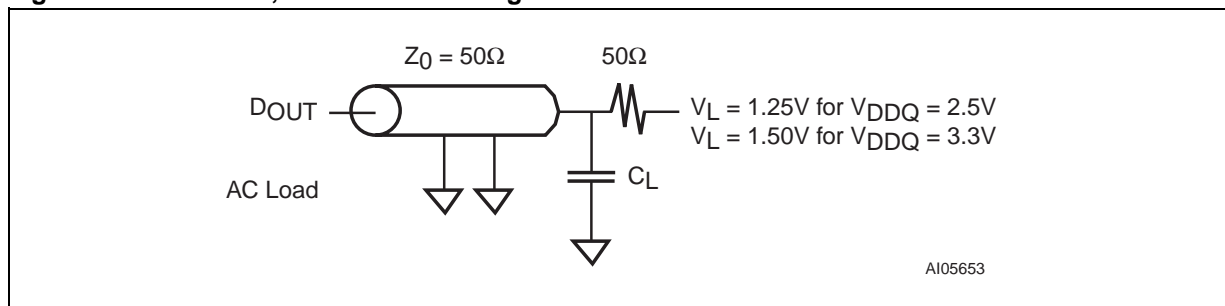 Z0 = 50Ω
50Ω
DOUT
VL = 1.25V for VDDQ = 2.5V
VL = 1.50V for VDDQ = 3.3V
CL
AC Load
AI05653